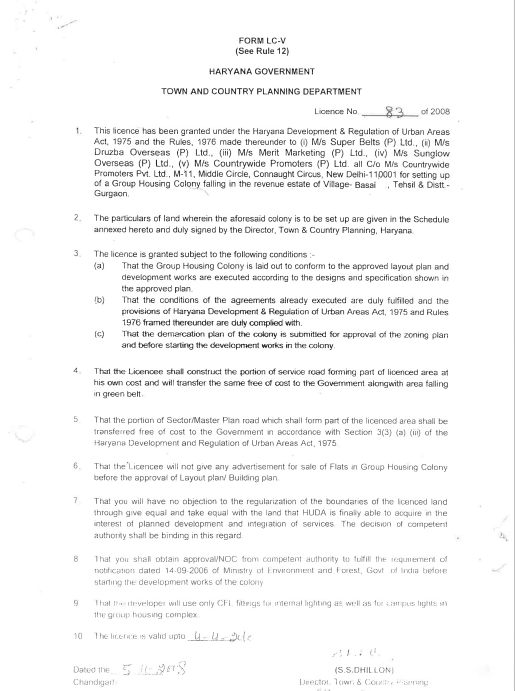 FORM LC-V
(See Rule 12)
HARYANA GOVERNMENT
TOWN AND COUNTRY PLANNING DEPARTMENT
Licence No. 83 of 2008
1. This licence has been granted under the Haryana Development & Regulation of Urban Areas
Act, 1975 and the Rules, 1976 made thereunder to (i) M/s Super Belts (P) Ltd., (ii) M/s
Druzba Overseas (P) Ltd., (iii) M/s Merit Marketing (P) Ltd., (iv) M/s Sunglow
Overseas (P) Ltd., (v) M/s Countrywide Promoters (P) Ltd. all C/o M/s Countrywide
Promoters Pvt. Ltd., M-11, Middle Circle, Connaught Circus, New Delhi-110001 for setting up
of a Group Housing Colony falling in the revenue estate of Village- Basai , Tehsil & Distt.-
Gurgaon.
2. The particulars of land wherein the aforesaid colony is to be set up are given in the Schedule
annexed hereto and duly signed by the Director, Town & Country Planning, Haryana.
3. The licence is granted subject to the following conditions :-
(a) That the Group Housing Colony is laid out to conform to the approved layout plan and
development works are executed according to the designs and specification shown in
the approved plan.
(b) That the conditions of the agreements already executed are duly fulfilled and the
provisions of Haryana Development & Regulation of Urban Areas Act, 1975 and Rules
1976 framed thereunder are duly complied with.
(c) That the demarcation plan of the colony is submitted for approval of the zoning plan
and before starting the development works in the colony.
4. That the Licencee shall construct the portion of service road forming part of licenced area at
his own cost and will transfer the same free of cost to the Government alongwith area falling
in green belt.
5. That the portion of Sector/Master Plan road which shall form part of the licenced area shall be
transferred free of cost to the Government in accordance with Section 3(3) (a) (iii) of the
Haryana Development and Regulation of Urban Areas Act, 1975.
6. That the Licencee will not give any advertisement for sale of Flats in Group Housing Colony
before the approval of Layout plan/ Building plan.
7. That you will have no objection to the regularization of the boundaries of the licenced land
through give and take equal with the land that HUDA is finally able to acquire in the
interest of planned development and integration of services. The decision of competent
authority shall be binding in this regard.
8. That you shall obtain approval/NOC from competent authority to fulfill the requirement of
notification dated 14-09-2006 of Ministry of Environment and Forest, Govt. of India before
starting the development works of the colony.
9. That the developer will use only CFL fittings for internal lighting as well as for campus lights in
the group housing complex.
10. The licence is valid upto 4-4-2010
Dated the 5-4-2008
(S.S.DHILLON)
Chandigarh
Director, Town & Country Planning